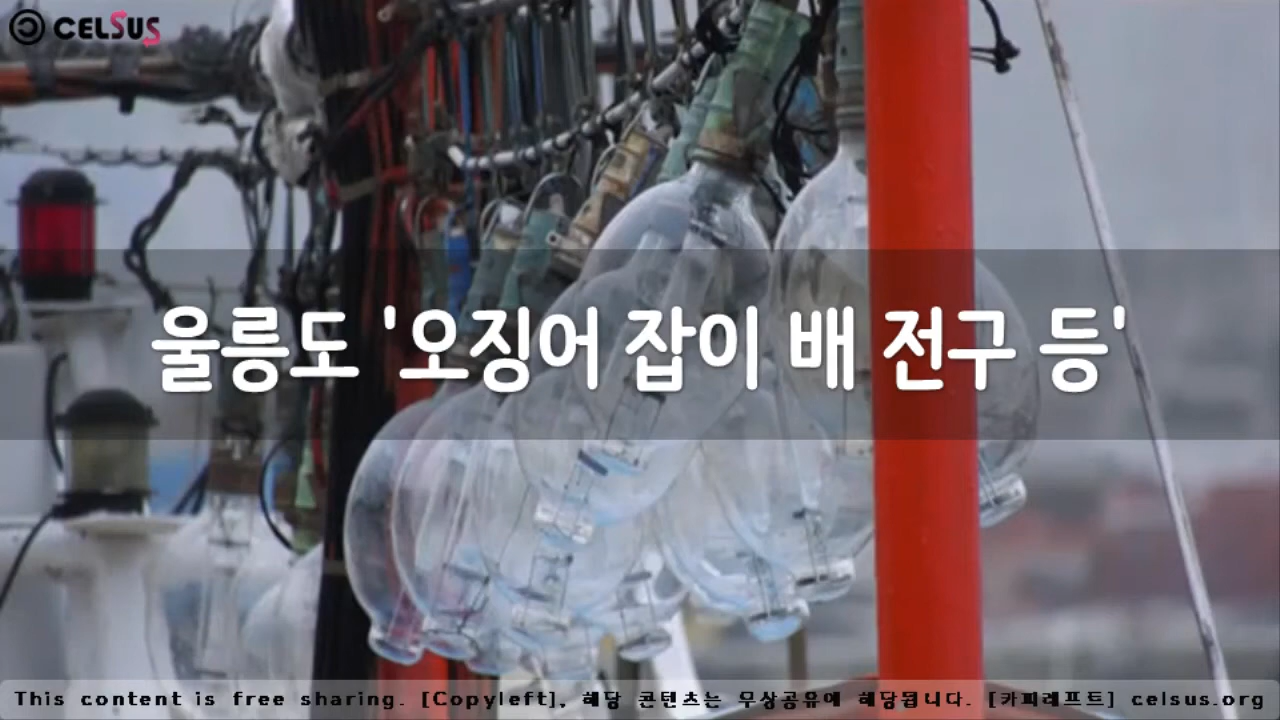 CELSUS
울릉도 '오징어 잡이 배 전구 등'
This content is free sharing. [Copyleft], 해당 콘텐츠는 무상공유에 해당됩니다. [카피레프트] celsus.org